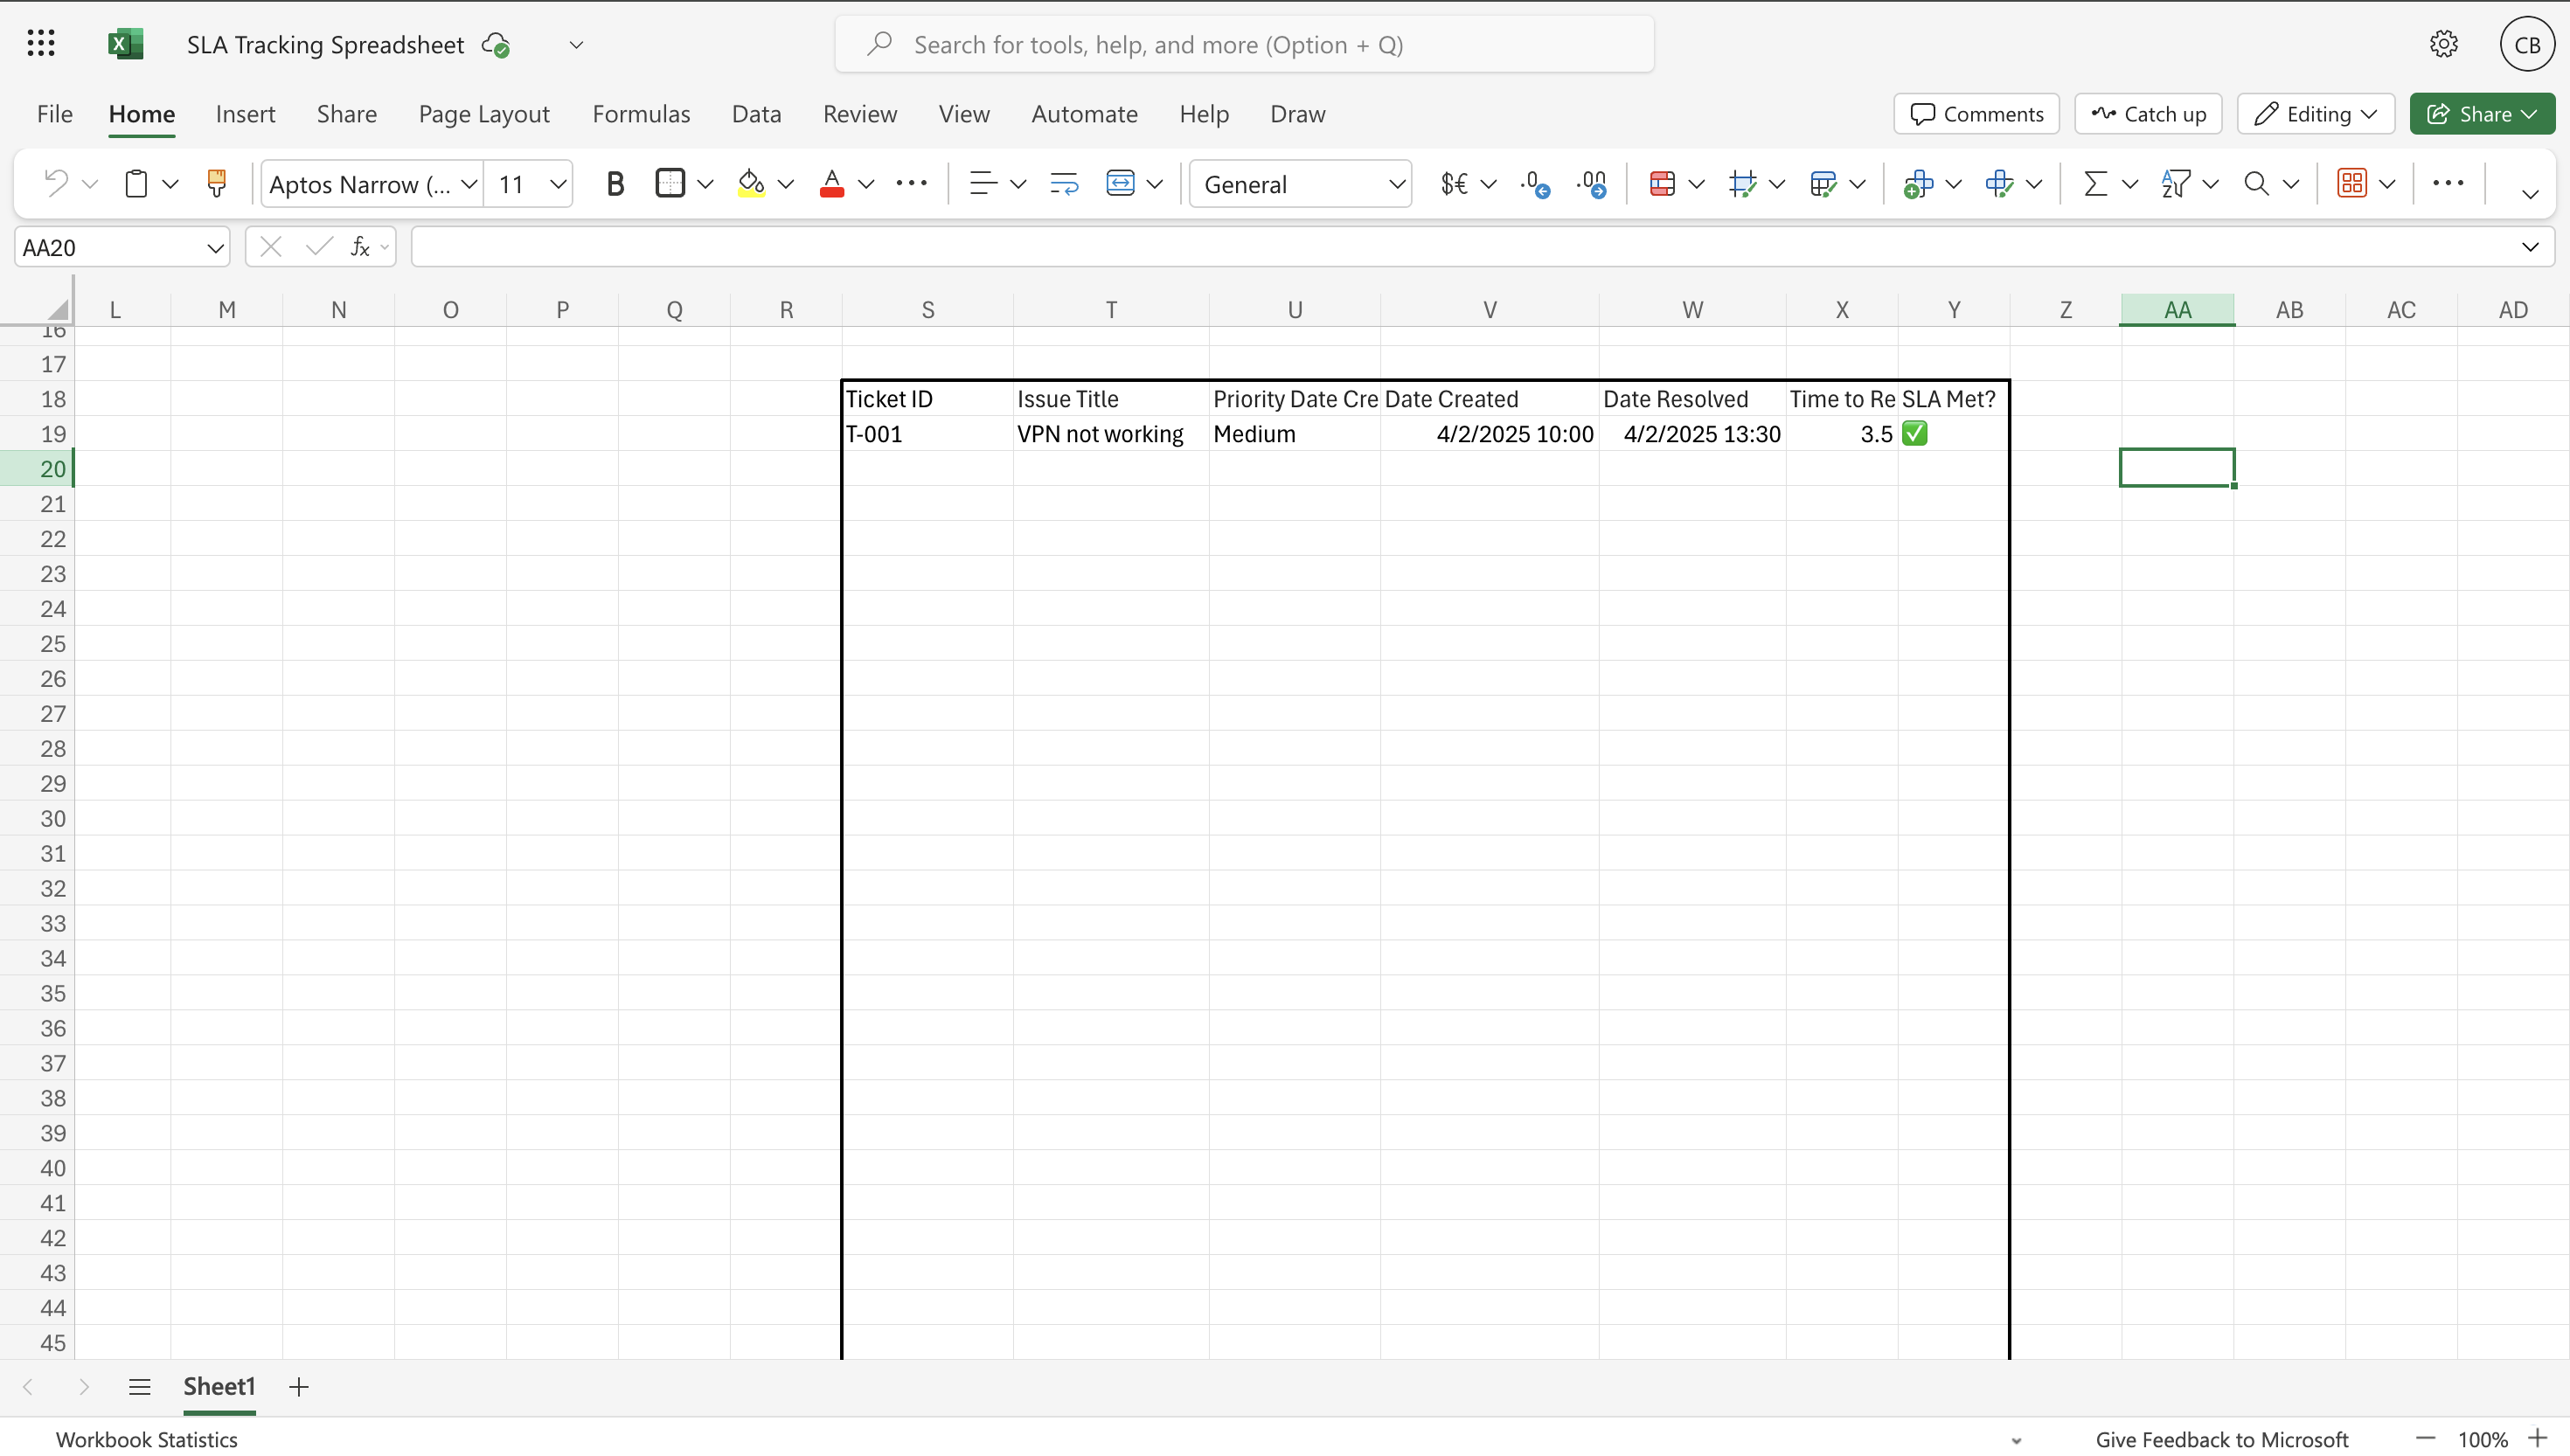 SLA Tracking Spreadsheet
Search for tools, help, and more (Option + Q)
CB
File Home Insert Share Page Layout Formulas Data Review View Automate Help Draw
Comments Catch up Editing Share
Aptos Narrow (... 11 B A General $€ .0 .00
AA20 fx
L M N O P Q R S T U V W X Y Z AA AB AC AD
16
17
18 Ticket ID Issue Title Priority Date Cre Date Created Date Resolved Time to Re SLA Met?
19 T-001 VPN not working Medium 4/2/2025 10:00 4/2/2025 13:30 3.5 ✅
20
21
22
23
24
25
26
27
28
29
30
31
32
33
34
35
36
37
38
39
40
41
42
43
44
45
Sheet1
Workbook Statistics Give Feedback to Microsoft 100%